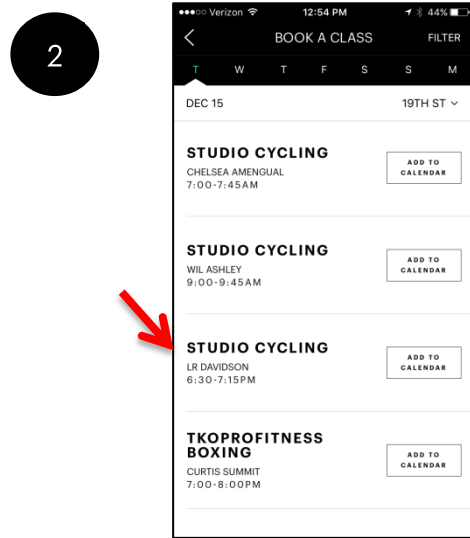 2
Verizon 12:54 PM 44%
BOOK A CLASS FILTER
T W T F S S M
DEC 15 19TH ST
STUDIO CYCLING
CHELSEA AMENGUAL
7:00-7:45AM
ADD TO
CALENDAR
STUDIO CYCLING
WIL ASHLEY
9:00-9:45AM
ADD TO
CALENDAR
STUDIO CYCLING
LR DAVIDSON
6:30-7:15PM
ADD TO
CALENDAR
TKOPROFITNESS
BOXING
CURTIS SUMMIT
7:00-8:00PM
ADD TO
CALENDAR